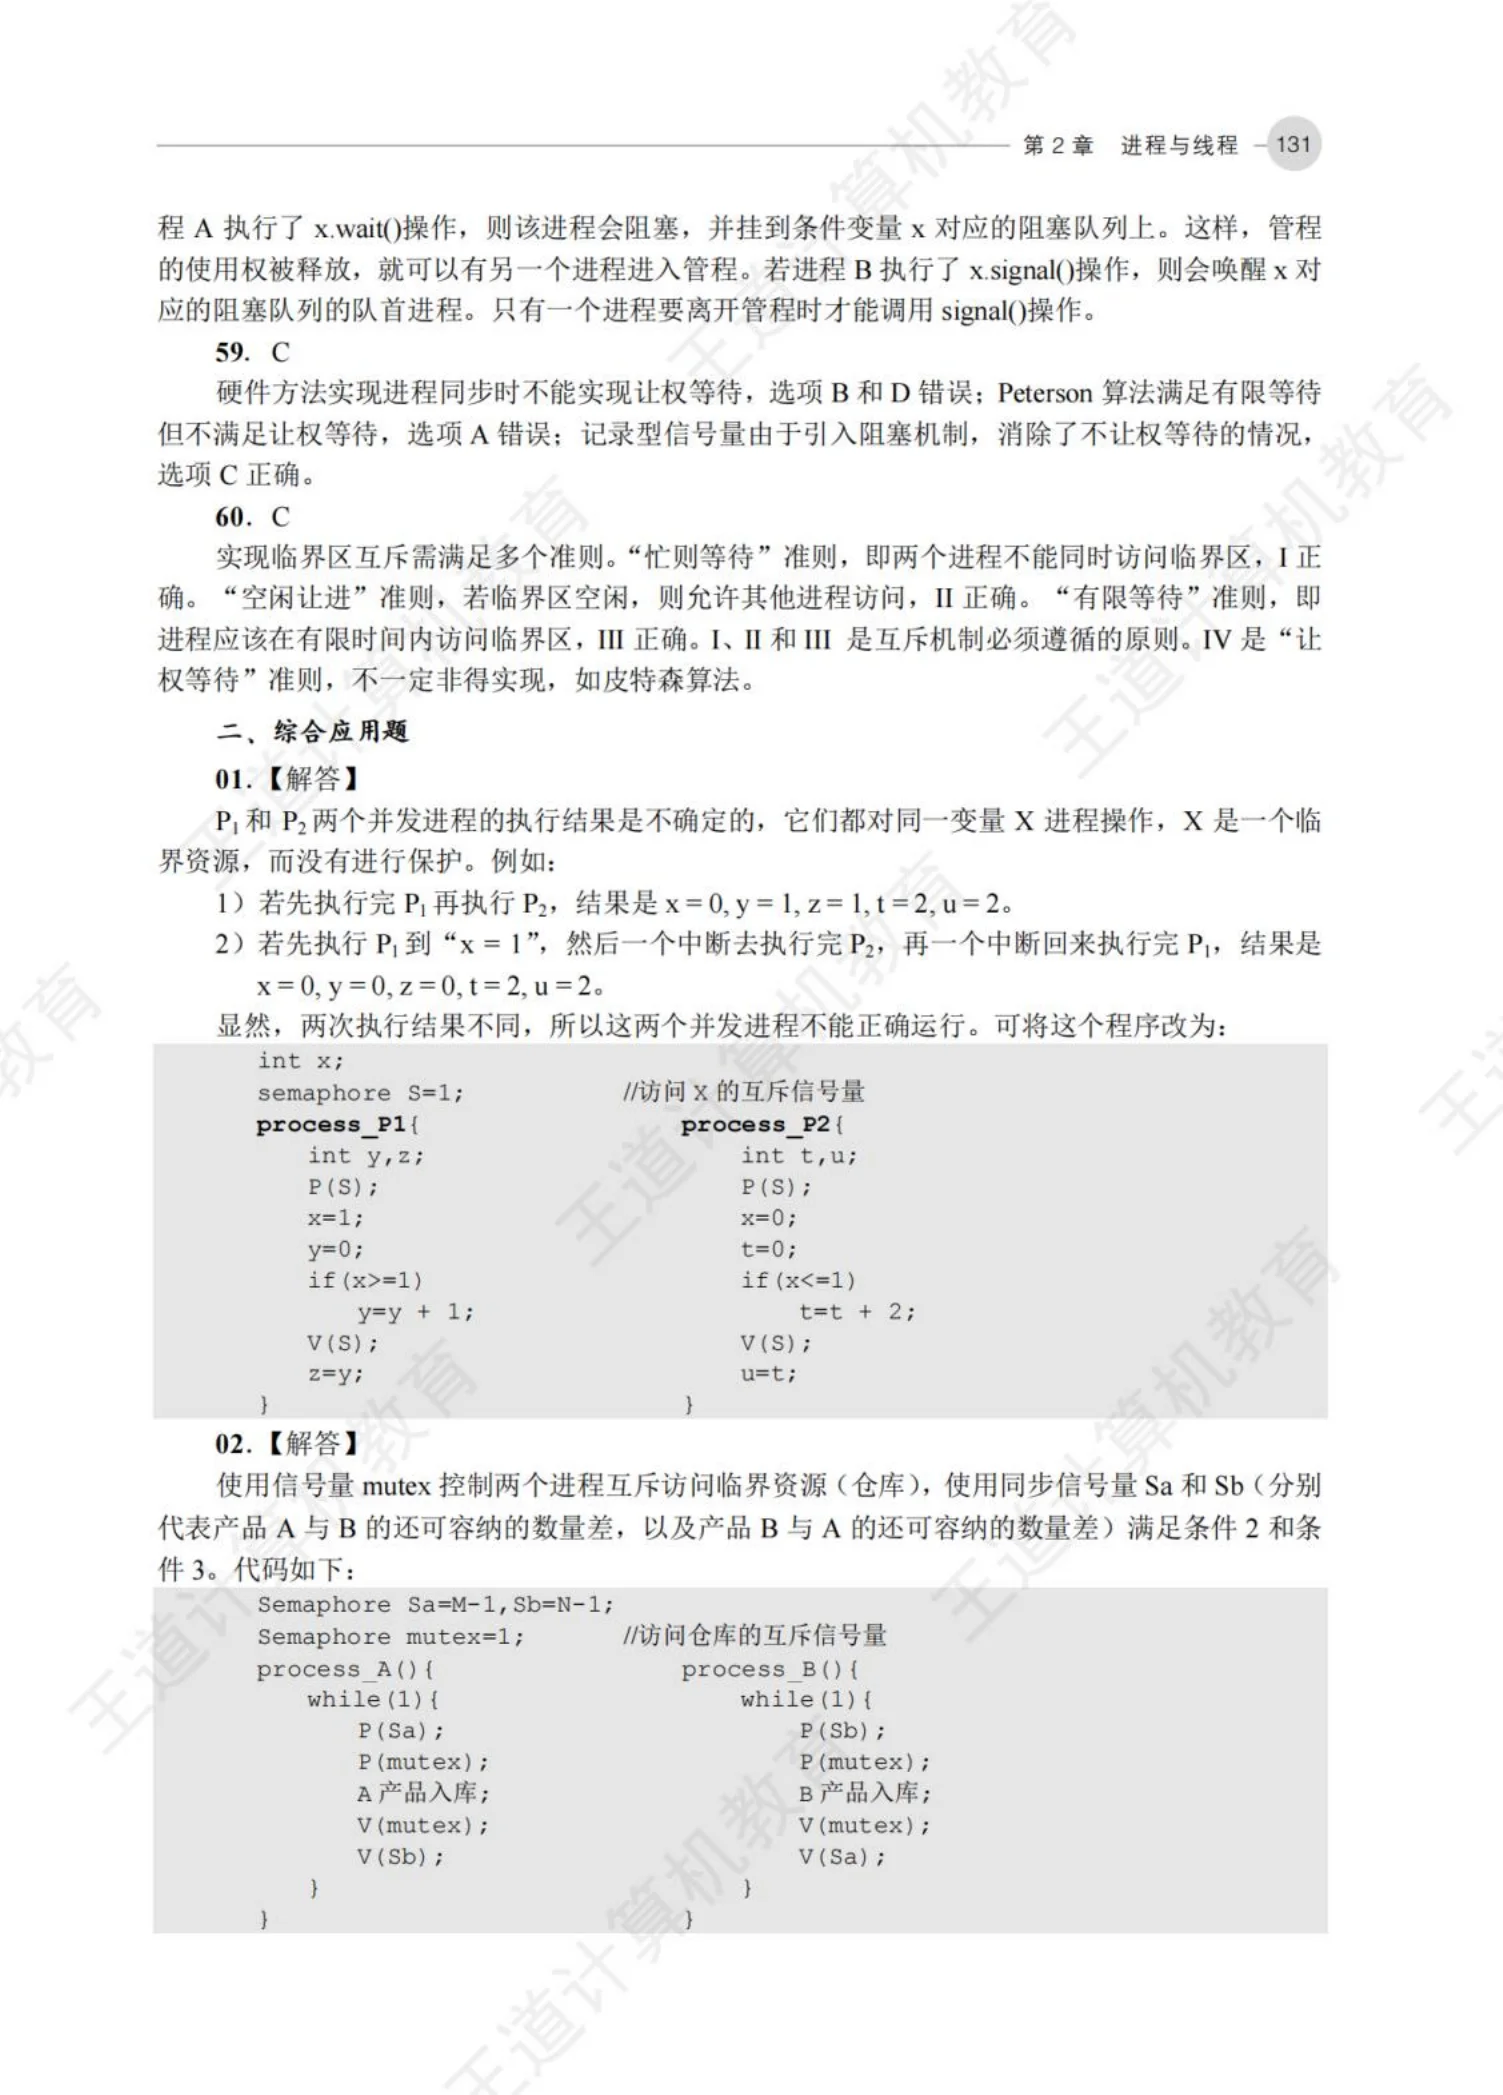 第 2 章 进程与线程 131
程 A 执行了 x.wait()操作，则该进程会阻塞，并挂到条件变量 x 对应的阻塞队列上。这样，管程
的使用权被释放，就可以有另一个进程进入管程。若进程 B 执行了 x.signal()操作，则会唤醒 x 对
应的阻塞队列的队首进程。只有一个进程要离开管程时才能调用 signal()操作。
59. C
硬件方法实现进程同步时不能实现让权等待，选项 B 和 D 错误；Peterson 算法满足有限等待
但不满足让权等待，选项 A 错误；记录型信号量由于引入阻塞机制，消除了不让权等待的情况，
选项 C 正确。
60. C
实现临界区互斥需满足多个准则。“忙则等待”准则，即两个进程不能同时访问临界区，I 正
确。“空闲让进”准则，若临界区空闲，则允许其他进程访问，II 正确。“有限等待”准则，即
进程应该在有限时间内访问临界区，III 正确。I、II 和 III 是互斥机制必须遵循的原则。IV 是“让
权等待”准则，不一定非得实现，如皮特森算法。
二、综合应用题
01.【解答】
P₁和 P₂两个并发进程的执行结果是不确定的，它们都对同一变量 X 进程操作，X 是一个临
界资源，而没有进行保护。例如：
1）若先执行完 P₁再执行 P₂，结果是 x = 0, y = 1, z = 1, t = 2, u = 2。
2）若先执行 P₁到“x = 1”，然后一个中断去执行完 P₂，再一个中断回来执行完 P₁，结果是
x = 0, y = 0, z = 0, t = 2, u = 2。
显然，两次执行结果不同，所以这两个并发进程不能正确运行。可将这个程序改为：
int x;
semaphore S=1; //访问 X 的互斥信号量
process_P1{ process_P2{
int y,z; int t,u;
P(S); P(S);
x=1; x=0;
y=0; t=0;
if(x>=1) if(x<=1)
y=y + 1; t=t + 2;
V(S); V(S);
z=y; u=t;
} }
02.【解答】
使用信号量 mutex 控制两个进程互斥访问临界资源（仓库），使用同步信号量 Sa 和 Sb（分别
代表产品 A 与 B 的还可容纳的数量差，以及产品 B 与 A 的还可容纳的数量差）满足条件 2 和条
件 3。代码如下：
Semaphore Sa=M-1,Sb=N-1;
Semaphore mutex=1; //访问仓库的互斥信号量
process_A(){ process_B(){
while(1){ while(1){
P(Sa); P(Sb);
P(mutex); P(mutex);
A 产品入库; B 产品入库;
V(mutex); V(mutex);
V(Sb); V(Sa);
} }
} }
王道计算机教育